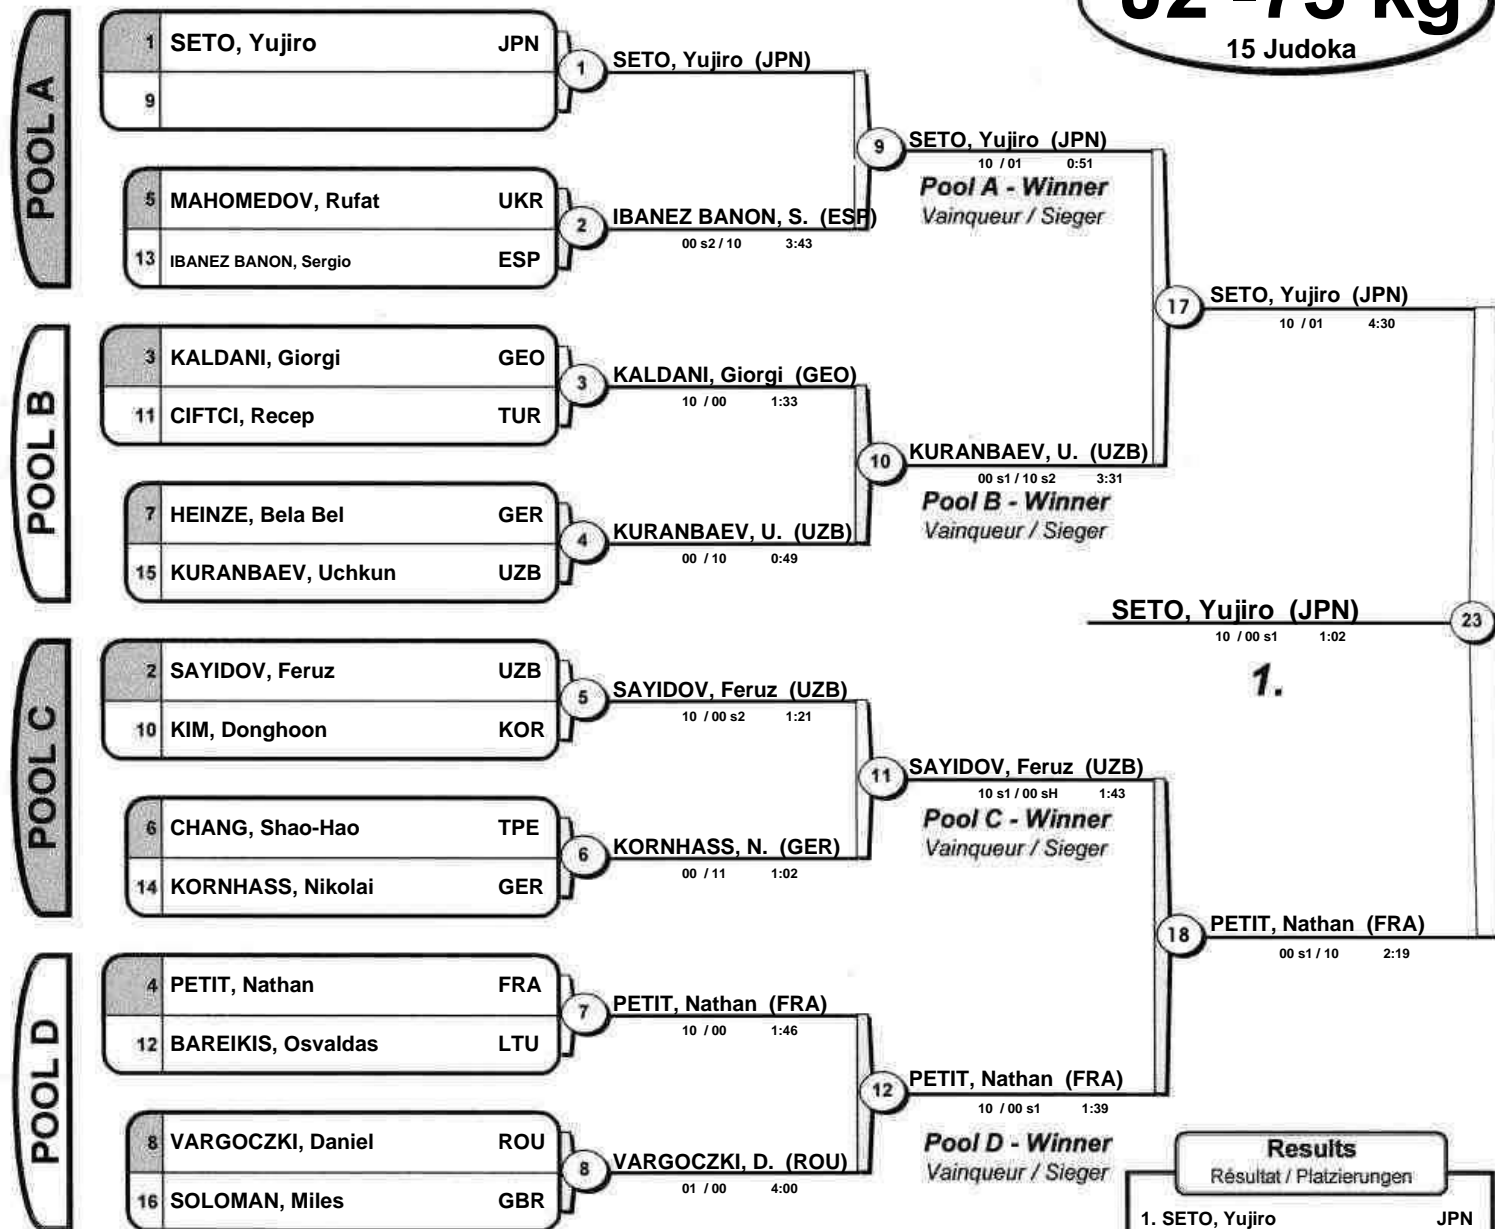 J2 -73 kg
15 Judoka
POOL A
1 SETO, Yujiro JPN
9
1
SETO, Yujiro (JPN)
5 MAHOMEDOV, Rufat UKR
13 IBANEZ BANON, Sergio ESP
2
IBANEZ BANON, S. (ESP)
00 s2 / 10 3:43
9
SETO, Yujiro (JPN)
10 / 01 0:51
Pool A - Winner
Vainqueur / Sieger
POOL B
3 KALDANI, Giorgi GEO
11 CIFTCI, Recep TUR
3
KALDANI, Giorgi (GEO)
10 / 00 1:33
7 HEINZE, Bela Bel GER
15 KURANBAEV, Uchkun UZB
4
KURANBAEV, U. (UZB)
00 / 10 0:49
10
KURANBAEV, U. (UZB)
00 s1 / 10 s2 3:31
Pool B - Winner
Vainqueur / Sieger
17
SETO, Yujiro (JPN)
10 / 01 4:30
SETO, Yujiro (JPN)
10 / 00 s1 1:02
1.
23
POOL C
2 SAYIDOV, Feruz UZB
10 KIM, Donghoon KOR
5
SAYIDOV, Feruz (UZB)
10 / 00 s2 1:21
6 CHANG, Shao-Hao TPE
14 KORNHASS, Nikolai GER
6
KORNHASS, N. (GER)
00 / 11 1:02
11
SAYIDOV, Feruz (UZB)
10 s1 / 00 sH 1:43
Pool C - Winner
Vainqueur / Sieger
POOL D
4 PETIT, Nathan FRA
12 BAREIKIS, Osvaldas LTU
7
PETIT, Nathan (FRA)
10 / 00 1:46
8 VARGOCZKI, Daniel ROU
16 SOLOMAN, Miles GBR
8
VARGOCZKI, D. (ROU)
01 / 00 4:00
12
PETIT, Nathan (FRA)
10 / 00 s1 1:39
Pool D - Winner
Vainqueur / Sieger
18
PETIT, Nathan (FRA)
00 s1 / 10 2:19
Results
Résultat / Platzierungen
1. SETO, Yujiro JPN